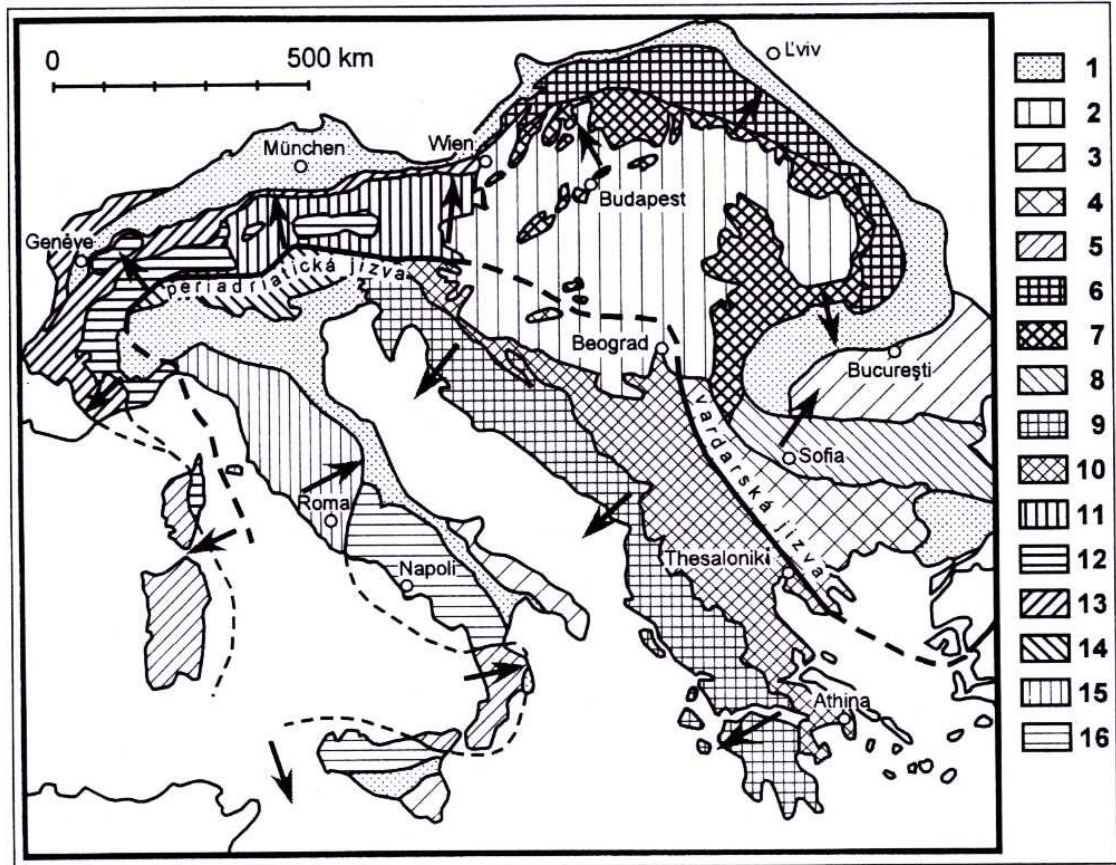 0 500 km
L'viv
München
Wien
Budapest
Genève
periadriatická jizva
Beograd
Bucureşti
vardarská jizva
Sofia
Roma
Napoli
Thesaloniki
Athina
1
2
3
4
5
6
7
8
9
10
11
12
13
14
15
16